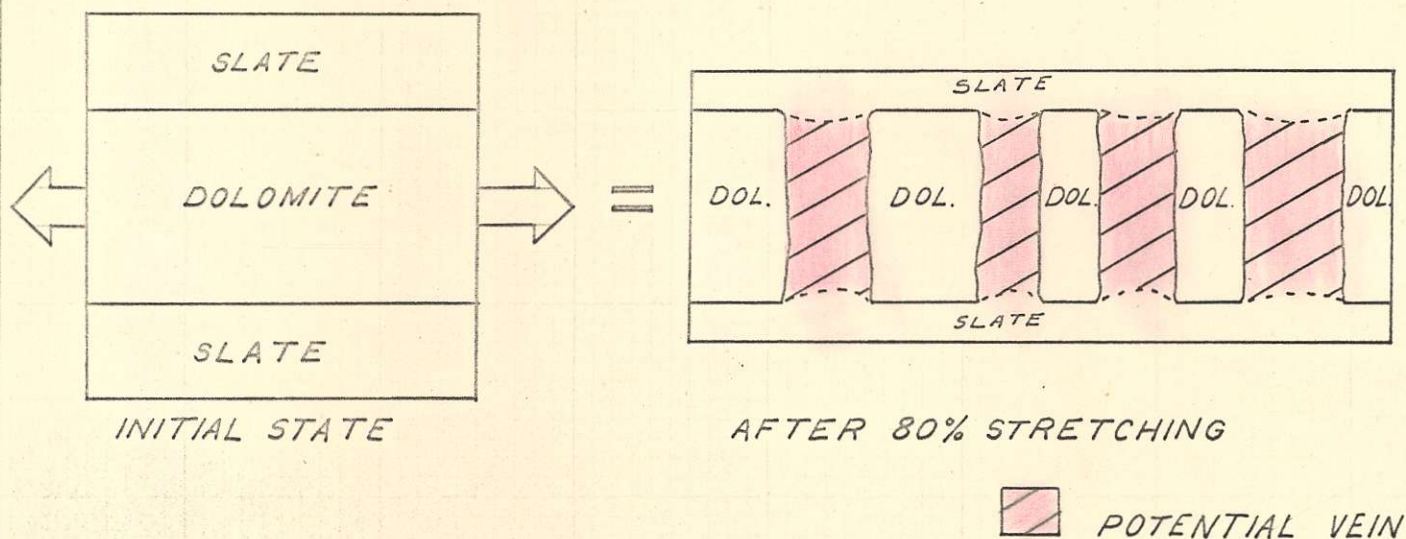 SLATE
DOLOMITE
SLATE
INITIAL STATE
=
SLATE
DOL.
DOL.
DOL.
DOL.
DOL.
SLATE
AFTER 80% STRETCHING
POTENTIAL VEIN